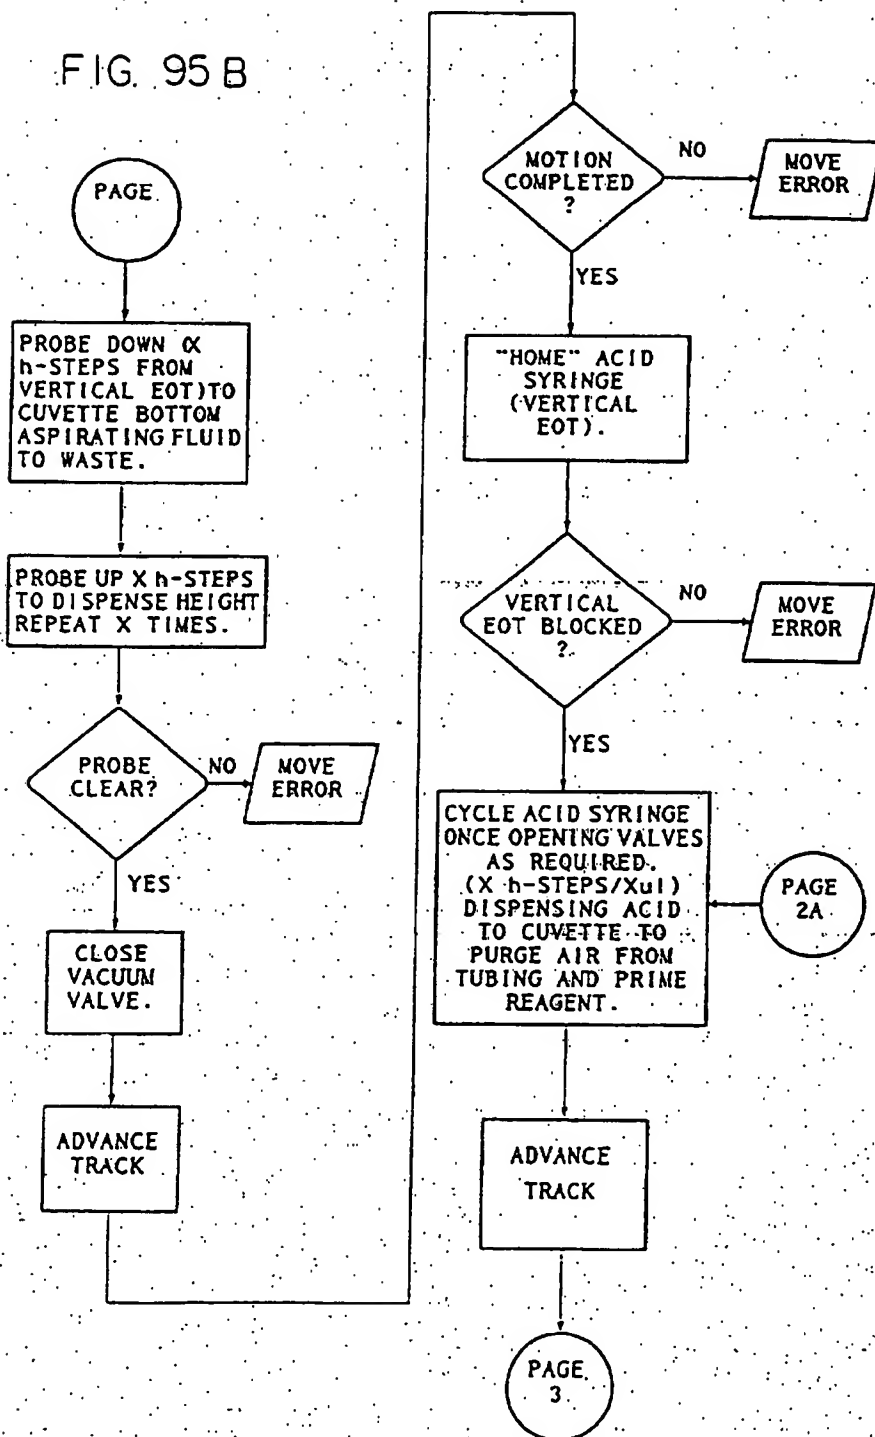 FIG. 95B
PAGE
PROBE DOWN (X
h-STEPS FROM
VERTICAL EOT)TO
CUVETTE BOTTOM
ASPIRATING FLUID
TO WASTE.
PROBE UP X h-STEPS
TO DISPENSE HEIGHT
REPEAT X TIMES.
PROBE
CLEAR?
NO
MOVE
ERROR
YES
CLOSE
VACUUM
VALVE.
ADVANCE
TRACK
MOTION
COMPLETED
?
NO
MOVE
ERROR
YES
"HOME" ACID
SYRINGE
(VERTICAL
EOT).
VERTICAL
EOT BLOCKED
?
NO
MOVE
ERROR
YES
CYCLE ACID SYRINGE
ONCE OPENING VALVES
AS REQUIRED.
(X h-STEPS/Xul)
DISPENSING ACID
TO CUVETTE TO
PURGE AIR FROM
TUBING AND PRIME
REAGENT.
PAGE
2A
ADVANCE
TRACK
PAGE
3